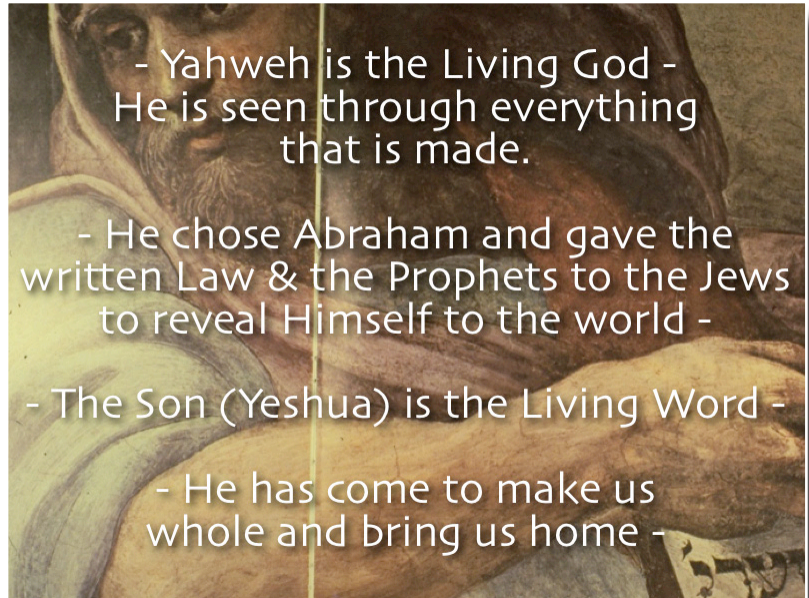 - Yahweh is the Living God -
He is seen through everything
that is made.
- He chose Abraham and gave the
written Law & the Prophets to the Jews
to reveal Himself to the world -
- The Son (Yeshua) is the Living Word -
- He has come to make us
whole and bring us home -